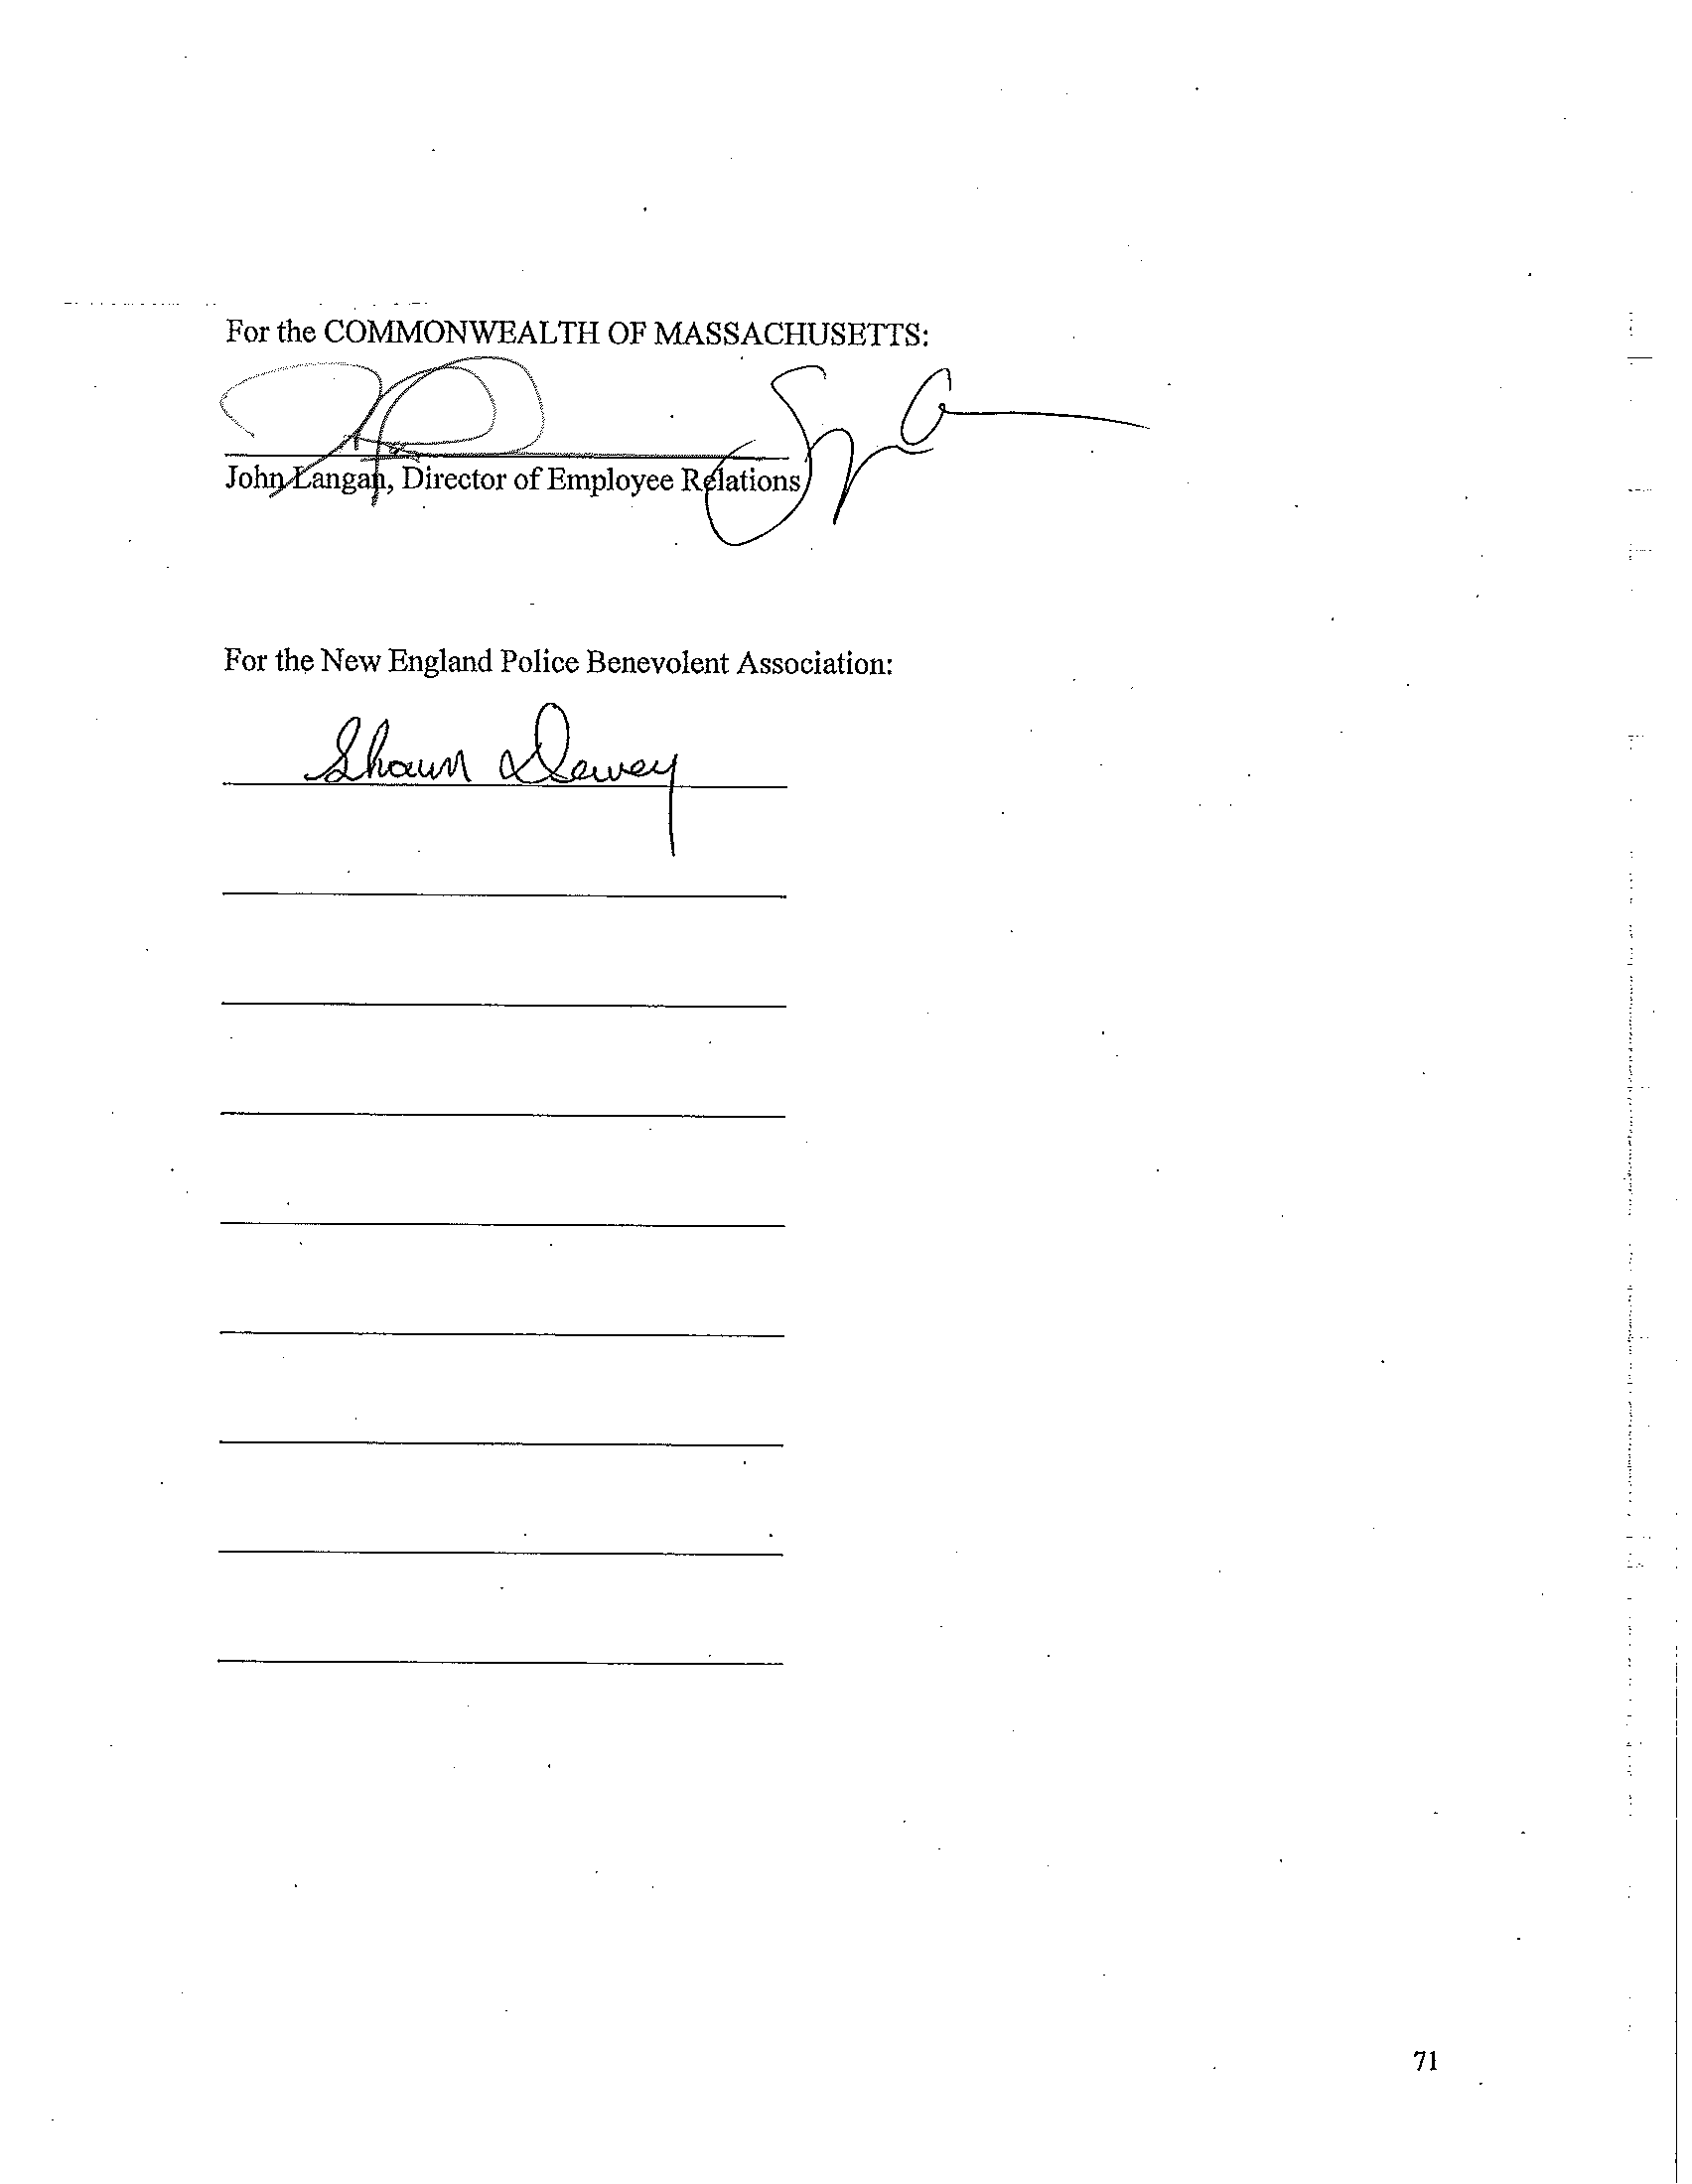 For the COMMONWEALTH OF MASSACHUSETTS:
John Langan, Director of Employee Relations
For the New England Police Benevolent Association:
Shaun Dewey
71